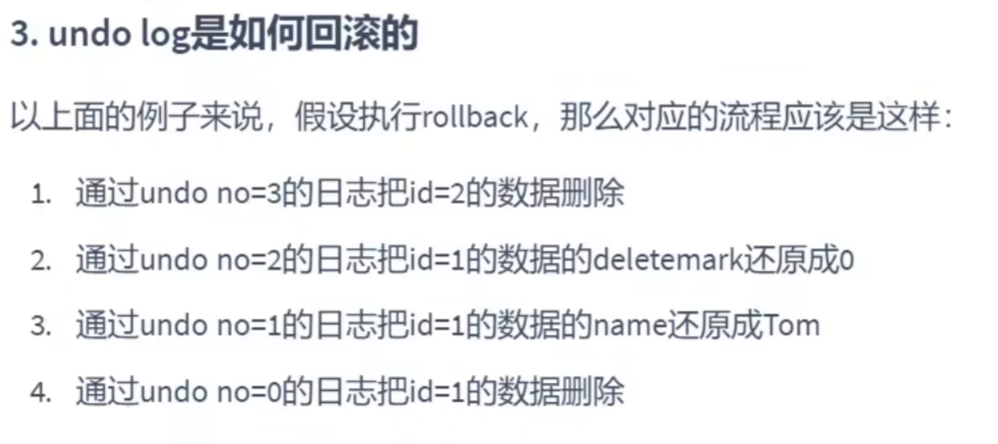 3. undo log是如何回滚的
以上面的例子来说，假设执行rollback，那么对应的流程应该是这样：
1. 通过undo no=3的日志把id=2的数据删除
2. 通过undo no=2的日志把id=1的数据的deletemark还原成0
3. 通过undo no=1的日志把id=1的数据的name还原成Tom
4. 通过undo no=0的日志把id=1的数据删除